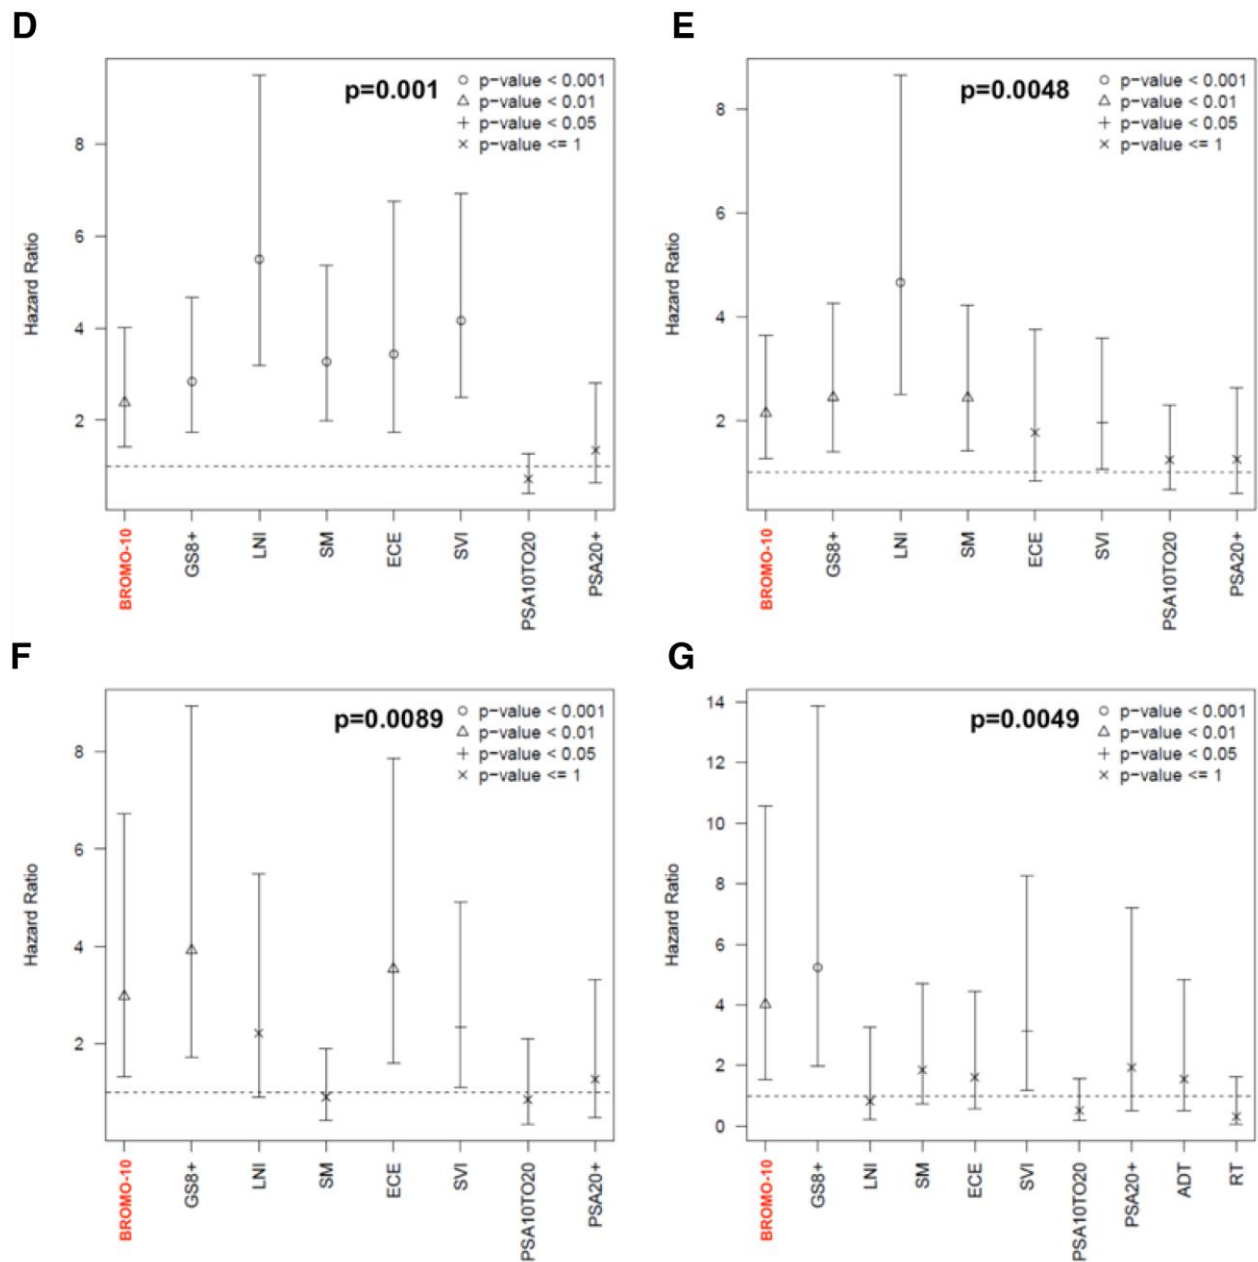 D
p=0.001
p-value < 0.001
p-value < 0.01
p-value < 0.05
p-value <= 1
Hazard Ratio
8
6
4
2
BROMO-10
GS8+
LNI
SM
ECE
SVI
PSA10TO20
PSA20+
E
p=0.0048
p-value < 0.001
p-value < 0.01
p-value < 0.05
p-value <= 1
Hazard Ratio
8
6
4
2
BROMO-10
GS8+
LNI
SM
ECE
SVI
PSA10TO20
PSA20+
F
p=0.0089
p-value < 0.001
p-value < 0.01
p-value < 0.05
p-value <= 1
Hazard Ratio
8
6
4
2
BROMO-10
GS8+
LNI
SM
ECE
SVI
PSA10TO20
PSA20+
G
p=0.0049
p-value < 0.001
p-value < 0.01
p-value < 0.05
p-value <= 1
Hazard Ratio
14
12
10
8
6
4
2
0
BROMO-10
GS8+
LNI
SM
ECE
SVI
PSA10TO20
PSA20+
ADT
RT